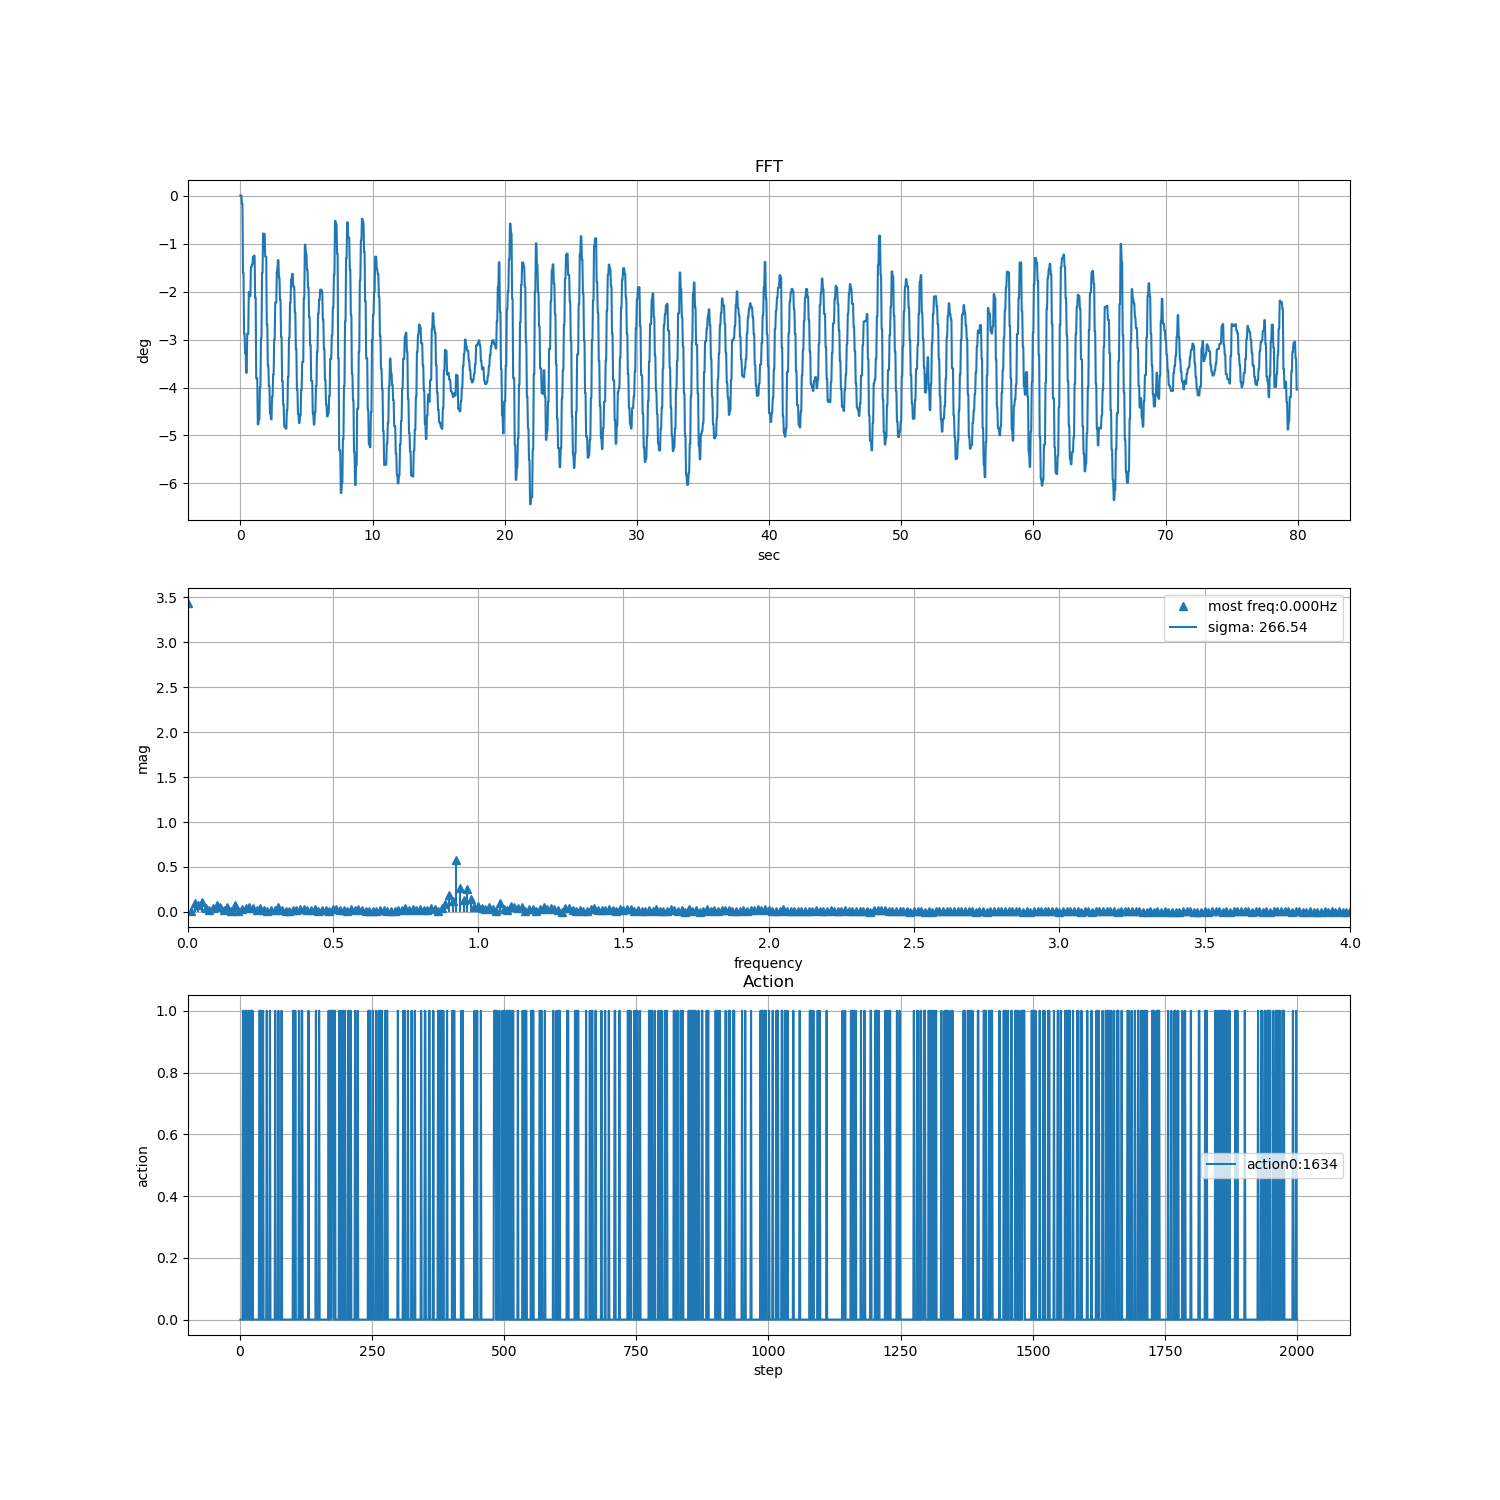 FFT
0
−1
−2
−3
−4
−5
−6
deg
0 10 20 30 40 50 60 70 80
sec
3.5
3.0
2.5
2.0
1.5
1.0
0.5
0.0
mag
most freq:0.000Hz
sigma: 266.54
0.0 0.5 1.0 1.5 2.0 2.5 3.0 3.5 4.0
frequency
Action
1.0
0.8
0.6
0.4
0.2
0.0
action
action0:1634
0 250 500 750 1000 1250 1500 1750 2000
step